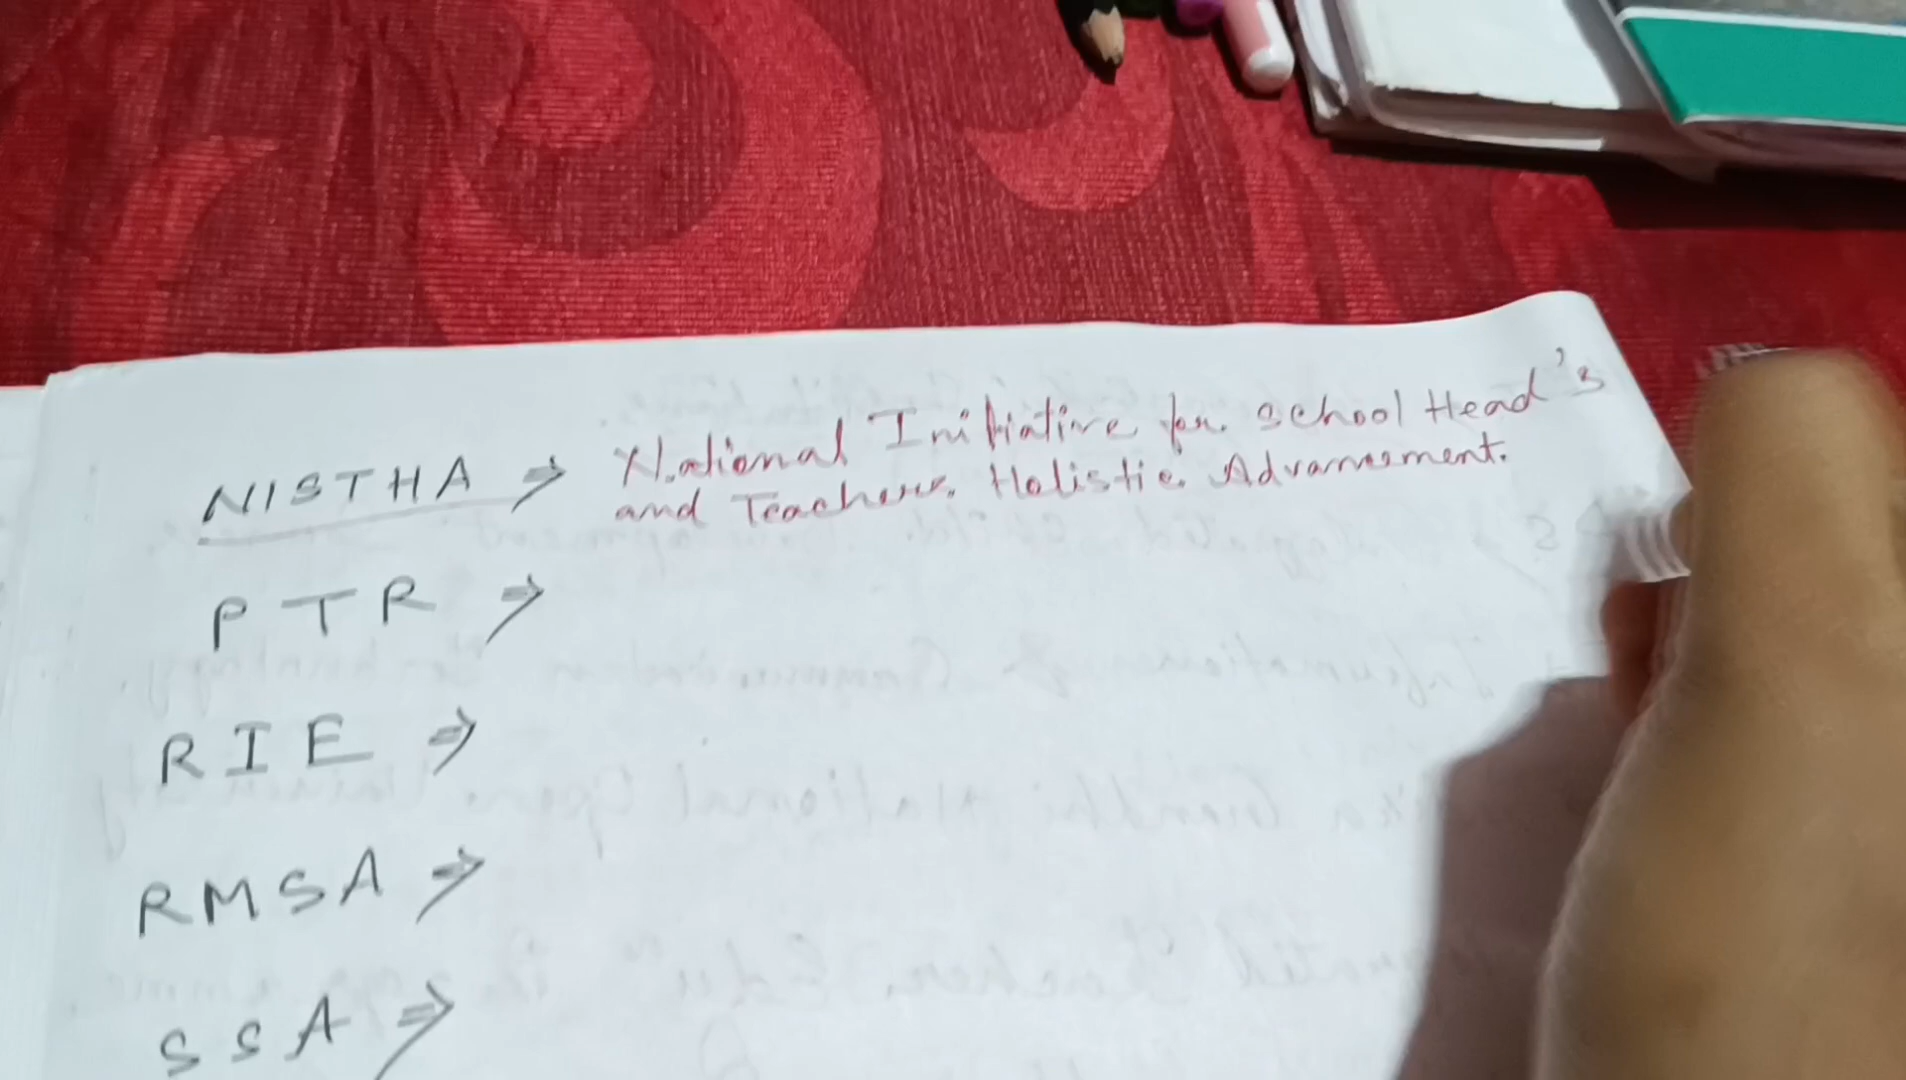 NISTHA ⇒ National Initiative for School Head's
and Teachers Holistic Advancement.
PTR ⇒
RIE ⇒
RMSA ⇒
SSA ⇒